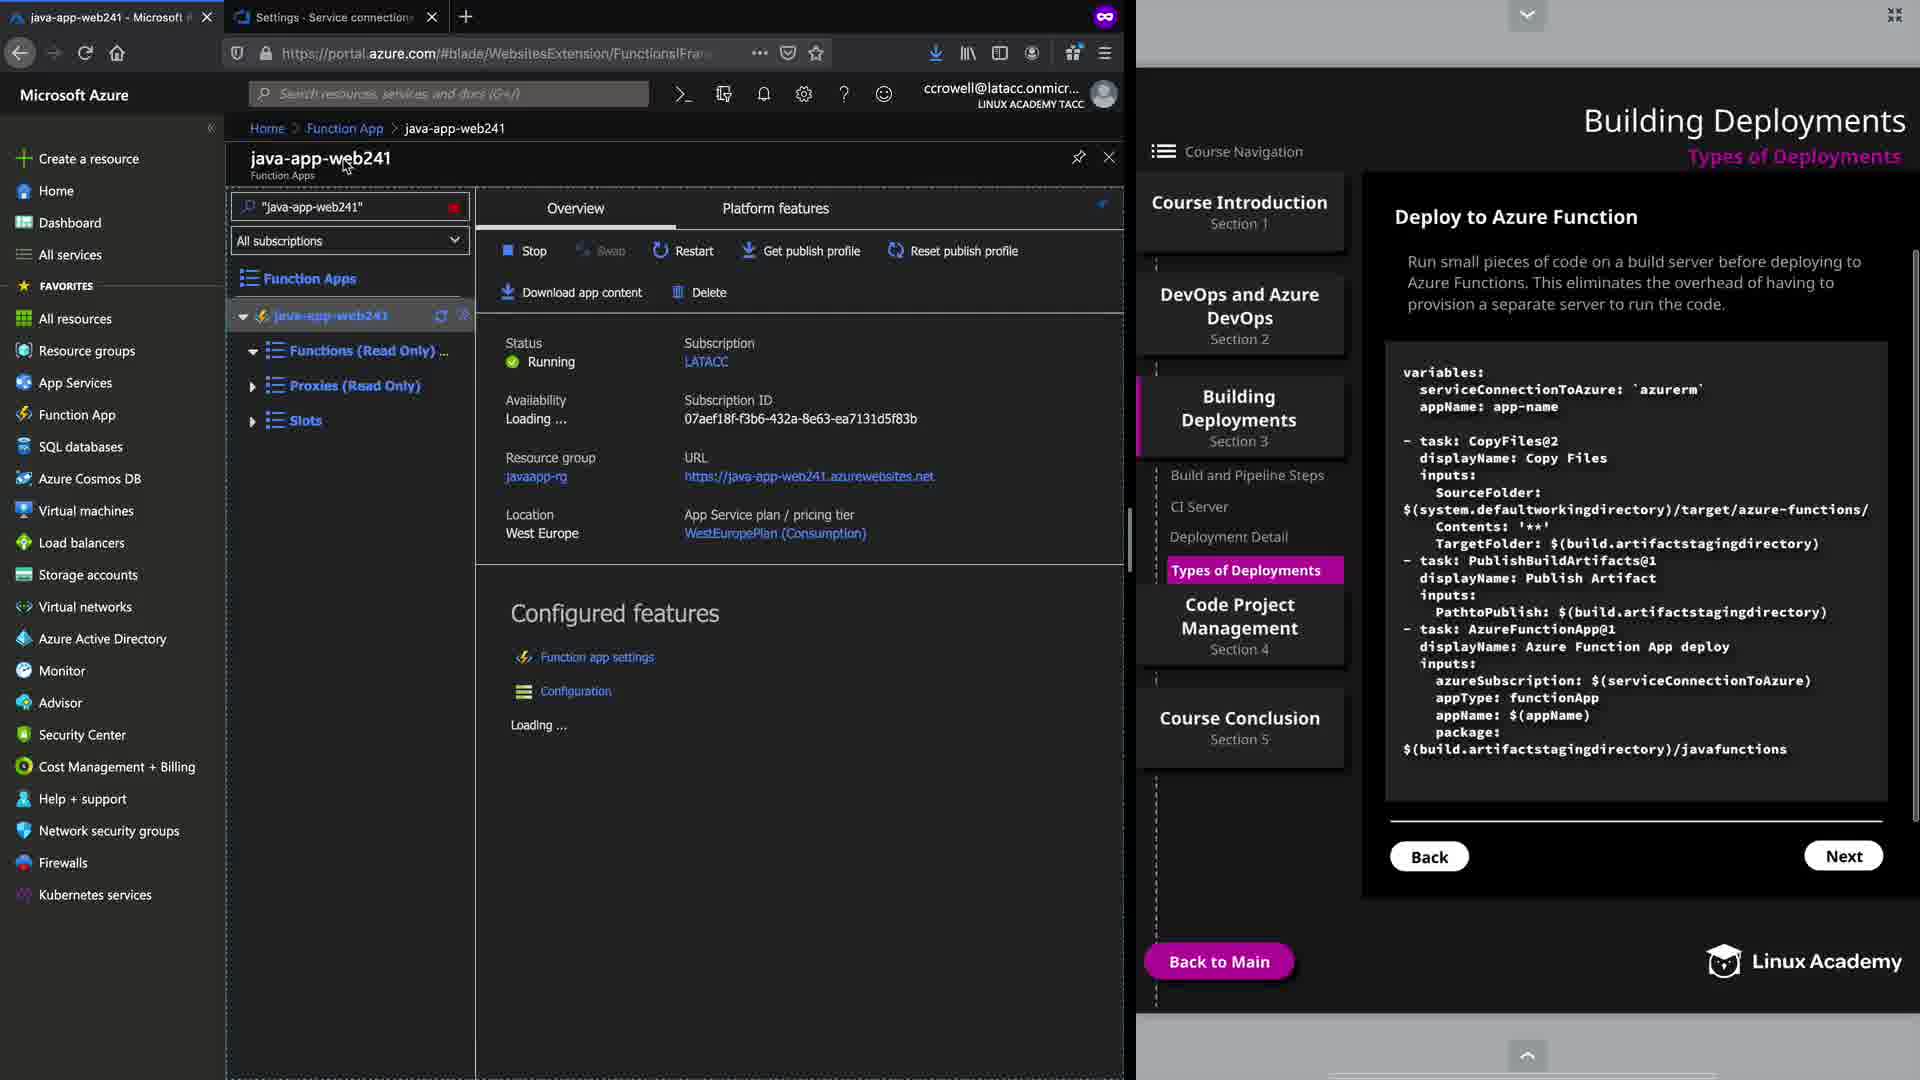 java-app-web241 - Microsoft
Settings - Service connections
https://portal.azure.com/#blade/WebsitesExtension/FunctionsIFra
Microsoft Azure
Search resources, services, and docs (G+/)
ccrowell@latacc.onmicr...
LINUX ACADEMY TACC
Home > Function App > java-app-web241
java-app-web241
Function Apps
Create a resource
Home
Dashboard
All services
FAVORITES
All resources
Resource groups
App Services
Function App
SQL databases
Azure Cosmos DB
Virtual machines
Load balancers
Storage accounts
Virtual networks
Azure Active Directory
Monitor
Advisor
Security Center
Cost Management + Billing
Help + support
Network security groups
Firewalls
Kubernetes services
"java-app-web241"
All subscriptions
Function Apps
java-app-web241
Functions (Read Only) ...
Proxies (Read Only)
Slots
Overview
Platform features
Stop
Swap
Restart
Get publish profile
Reset publish profile
Download app content
Delete
Status
Running
Subscription
LATACC
Availability
Loading ...
Subscription ID
07aef18f-f3b6-432a-8e63-ea7131d5f83b
Resource group
javaapp-rg
URL
https://java-app-web241.azurewebsites.net
Location
West Europe
App Service plan / pricing tier
WestEuropePlan (Consumption)
Configured features
Function app settings
Configuration
Loading ...
Building Deployments
Types of Deployments
Course Navigation
Course Introduction
Section 1
DevOps and Azure
DevOps
Section 2
Building
Deployments
Section 3
Build and Pipeline Steps
CI Server
Deployment Detail
Types of Deployments
Code Project
Management
Section 4
Course Conclusion
Section 5
Back to Main
Deploy to Azure Function
Run small pieces of code on a build server before deploying to
Azure Functions. This eliminates the overhead of having to
provision a separate server to run the code.
variables:
serviceConnectionToAzure: `azurerm`
appName: app-name
- task: CopyFiles@2
displayName: Copy Files
inputs:
SourceFolder:
$(system.defaultworkingdirectory)/target/azure-functions/
Contents: '**'
TargetFolder: $(build.artifactstagingdirectory)
- task: PublishBuildArtifacts@1
displayName: Publish Artifact
inputs:
PathtoPublish: $(build.artifactstagingdirectory)
- task: AzureFunctionApp@1
displayName: Azure Function App deploy
inputs:
azureSubscription: $(serviceConnectionToAzure)
appType: functionApp
appName: $(appName)
package:
$(build.artifactstagingdirectory)/javafunctions
Back
Next
Linux Academy